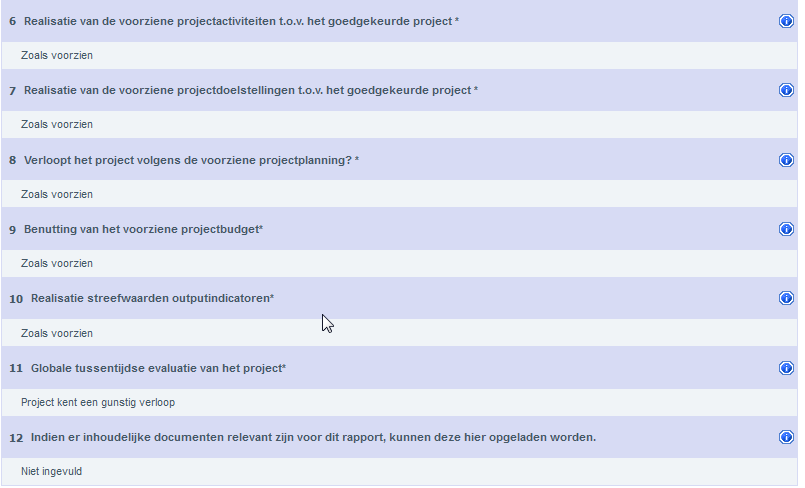 6 Realisatie van de voorziene projectactiviteiten t.o.v. het goedgekeurde project *
Zoals voorzien
7 Realisatie van de voorziene projectdoelstellingen t.o.v. het goedgekeurde project *
Zoals voorzien
8 Verloopt het project volgens de voorziene projectplanning? *
Zoals voorzien
9 Benutting van het voorziene projectbudget*
Zoals voorzien
10 Realisatie streefwaarden outputindicatoren*
Zoals voorzien
11 Globale tussentijdse evaluatie van het project*
Project kent een gunstig verloop
12 Indien er inhoudelijke documenten relevant zijn voor dit rapport, kunnen deze hier opgeladen worden.
Niet ingevuld